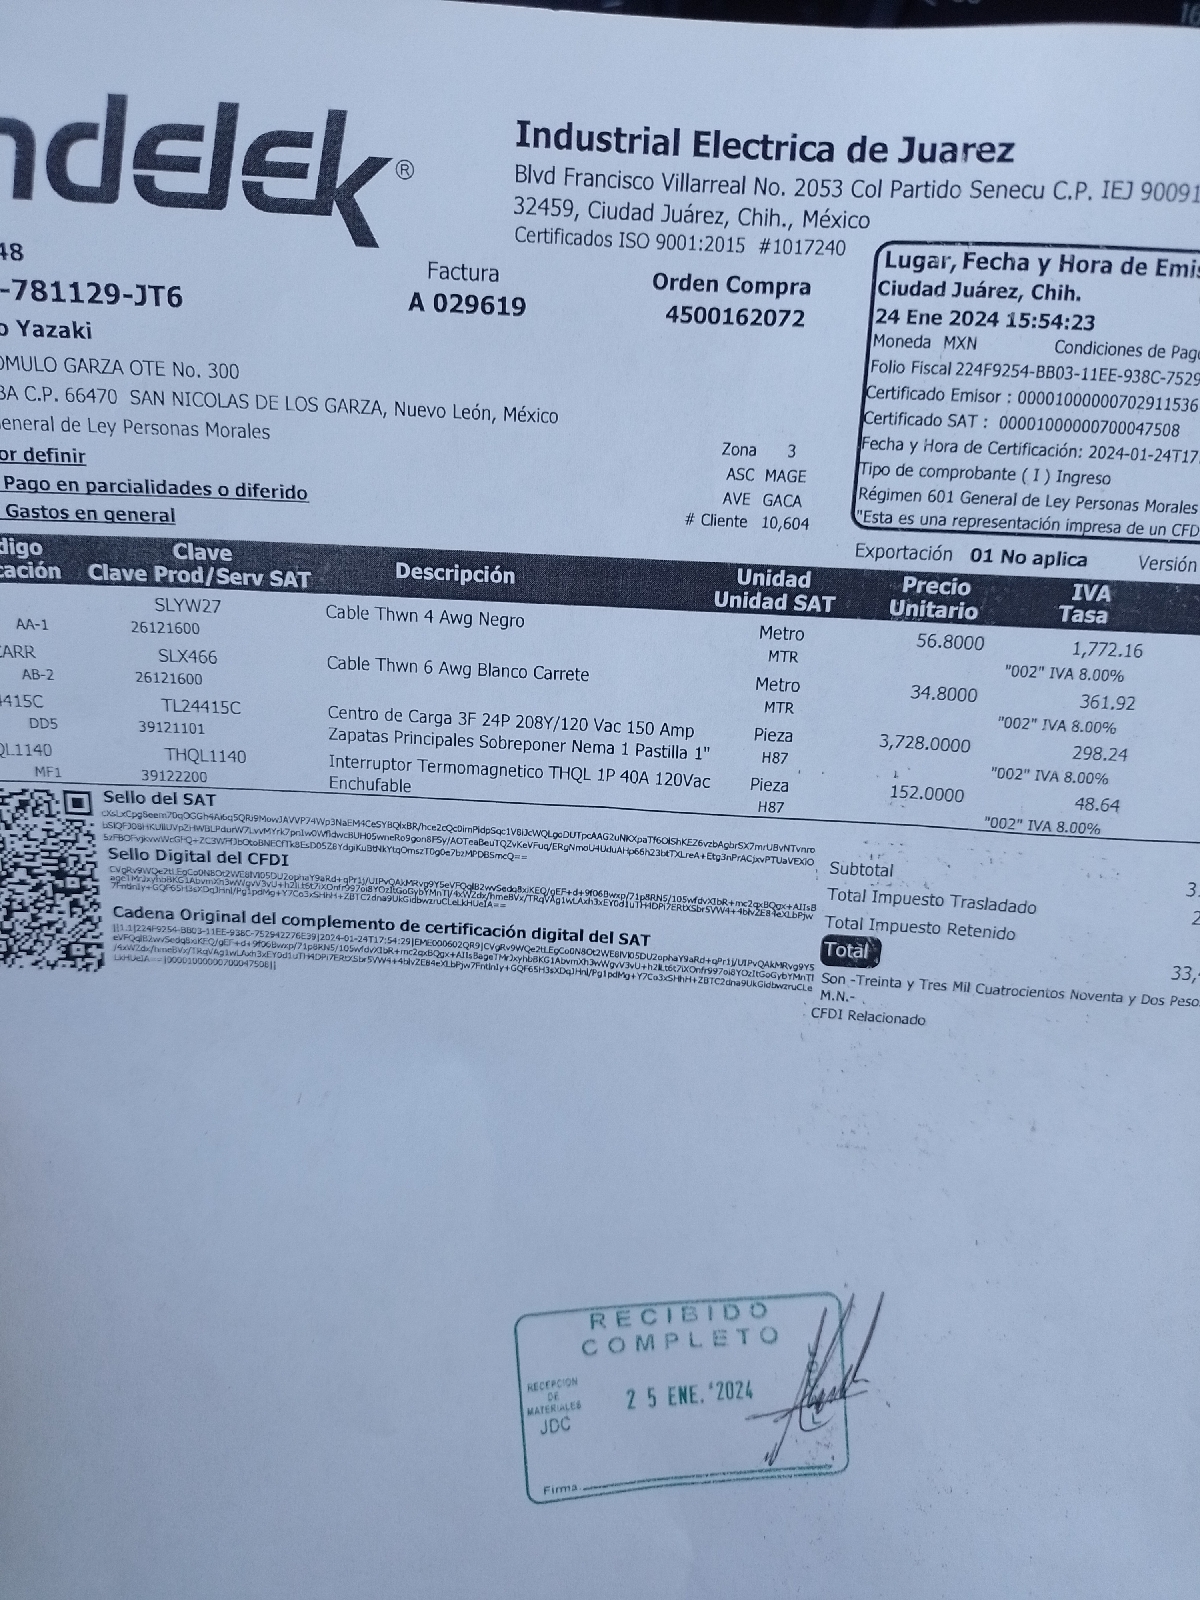 ndelek®
Industrial Electrica de Juarez
Blvd Francisco Villarreal No. 2053 Col Partido Senecu C.P. IEJ 90091
32459, Ciudad Juárez, Chih., México
Certificados ISO 9001:2015 #1017240
48
-781129-JT6
o Yazaki
OMULO GARZA OTE No. 300
BA C.P. 66470 SAN NICOLAS DE LOS GARZA, Nuevo León, México
eneral de Ley Personas Morales
or definir
Pago en parcialidades o diferido
Gastos en general
Factura
A 029619
Orden Compra
4500162072
Zona 3
ASC MAGE
AVE GACA
# Cliente 10,604
Lugar, Fecha y Hora de Emis
Ciudad Juárez, Chih.
24 Ene 2024 15:54:23
Moneda MXN Condiciones de Pago
Folio Fiscal 224F9254-BB03-11EE-938C-7529
Certificado Emisor : 00001000000702911536
Certificado SAT : 00001000000700047508
Fecha y Hora de Certificación: 2024-01-24T17
Tipo de comprobante ( I ) Ingreso
Régimen 601 General de Ley Personas Morales
"Esta es una representación impresa de un CFD
Exportación 01 No aplica Versión
digo Clave Descripción Unidad Precio IVA
cación Clave Prod/Serv SAT Unidad SAT Unitario Tasa
SLYW27 Cable Thwn 4 Awg Negro Metro 56.8000 1,772.16
AA-1 26121600 MTR "002" IVA 8.00%
ARR SLX466 Cable Thwn 6 Awg Blanco Carrete Metro 34.8000 361.92
AB-2 26121600 MTR "002" IVA 8.00%
4415C TL24415C Centro de Carga 3F 24P 208Y/120 Vac 150 Amp Pieza 3,728.0000 298.24
DD5 39121101 Zapatas Principales Sobreponer Nema 1 Pastilla 1" H87 "002" IVA 8.00%
QL1140 THQL1140 Interruptor Termomagnetico THQL 1P 40A 120Vac Pieza 152.0000 48.64
MF1 39122200 Enchufable H87 "002" IVA 8.00%
Sello del SAT
Sello Digital del CFDI
Cadena Original del complemento de certificación digital del SAT
Subtotal 3
Total Impuesto Trasladado 2
Total Impuesto Retenido
Total 33,
Son -Treinta y Tres Mil Cuatrocientos Noventa y Dos Peso
M.N.-
CFDI Relacionado
RECIBIDO
COMPLETO
RECEPCION
DE
MATERIALES
JDC
25 ENE. '2024
Firma